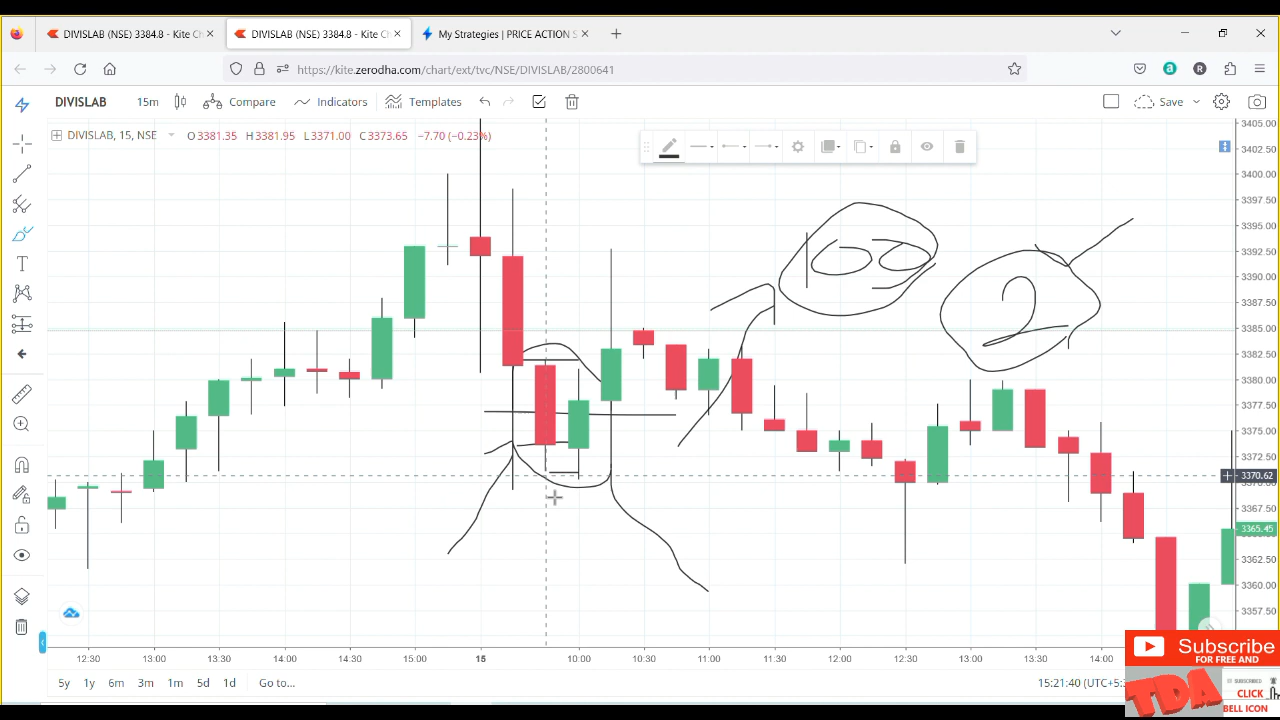 DIVISLAB (NSE) 3384.8 - Kite Ch
DIVISLAB (NSE) 3384.8 - Kite Ch
My Strategies | PRICE ACTION S
https://kite.zerodha.com/chart/ext/tvc/NSE/DIVISLAB/2800641
a
R
DIVISLAB
15m
Compare
Indicators
Templates
Save
DIVISLAB, 15, NSE
O3381.35 H3381.95 L3371.00 C3373.65 −7.70 (−0.23%)
3405.00
3402.50
3400.00
3397.50
3395.00
3392.50
3390.00
3387.50
3385.00
3382.50
3380.00
3377.50
3375.00
3372.50
3370.62
3367.50
3365.45
3362.50
3360.00
3357.50
100
2
12:30
13:00
13:30
14:00
14:30
15:00
15
10:00
10:30
11:00
11:30
12:00
12:30
13:00
13:30
14:00
5y
1y
6m
3m
1m
5d
1d
Go to...
15:21:40 (UTC+5:3
Subscribe
FOR FREE AND
TDA
SUBSCRIBED
CLICK
BELL ICON